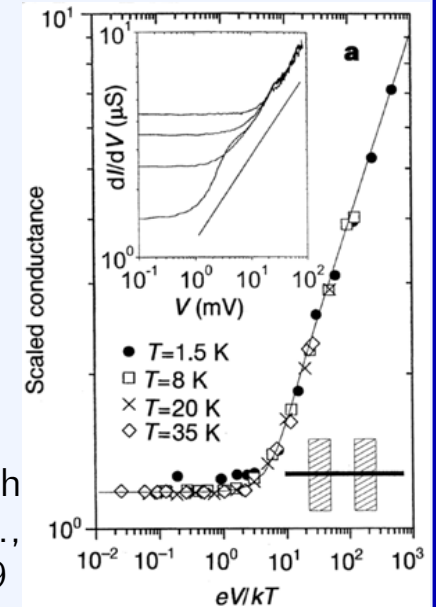 10¹
a
10¹
dI/dV (μS)
10⁰
10⁻¹ 10⁰ 10¹ 10²
V (mV)
Scaled conductance
T=1.5 K
T=8 K
T=20 K
T=35 K
h
.,
9
10⁰
10⁻² 10⁻¹ 10⁰ 10¹ 10² 10³
eV/kT